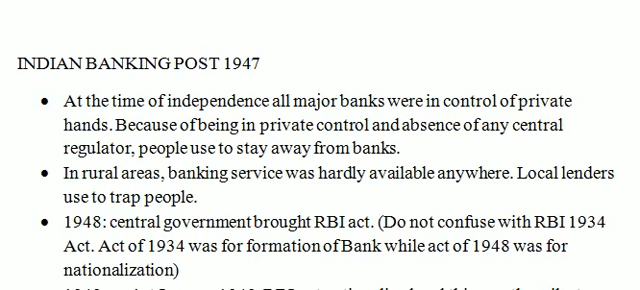 INDIAN BANKING POST 1947
• At the time of independence all major banks were in control of private
hands. Because of being in private control and absence of any central
regulator, people use to stay away from banks.
• In rural areas, banking service was hardly available anywhere. Local lenders
use to trap people.
• 1948: central government brought RBI act. (Do not confuse with RBI 1934
Act. Act of 1934 was for formation of Bank while act of 1948 was for
nationalization)